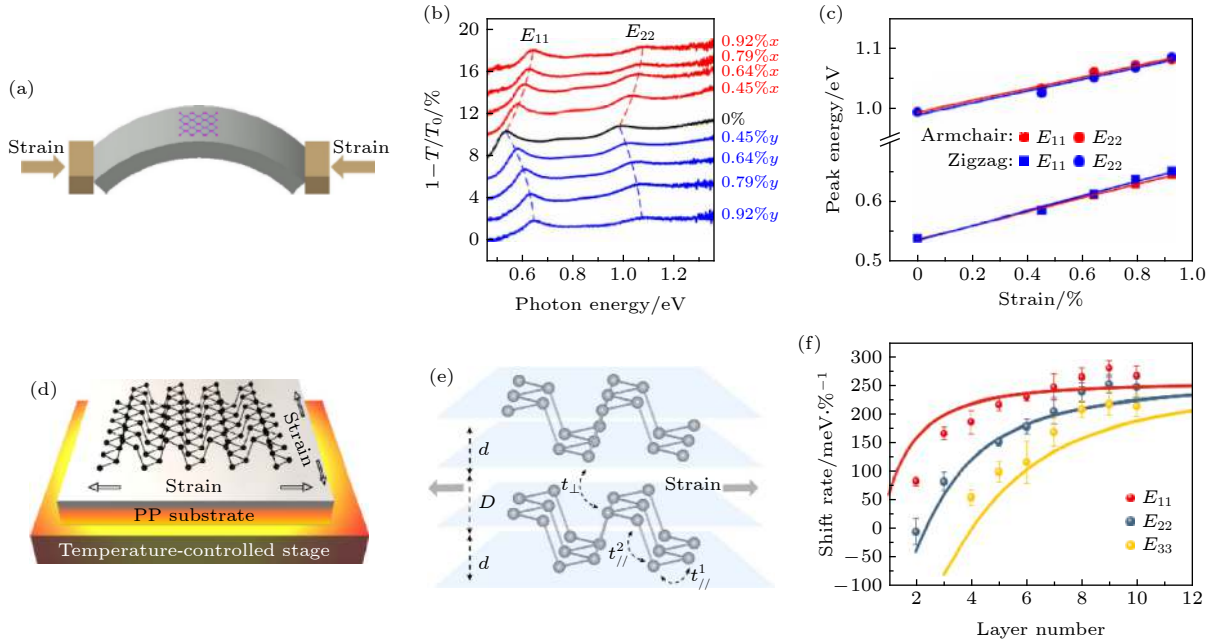 (a)
Strain
Strain
(b)
20
16
12
8
4
0
1-T/T₀/%
E₁₁
E₂₂
0.92%x
0.79%x
0.64%x
0.45%x
0%
0.45%y
0.64%y
0.79%y
0.92%y
0.6
0.8
1.0
1.2
Photon energy/eV
(c)
1.1
1.0
0.6
0.5
Peak energy/eV
Armchair: E₁₁ E₂₂
Zigzag: E₁₁ E₂₂
0
0.2
0.4
0.6
0.8
1.0
Strain/%
(d)
Strain
Strain
PP substrate
Temperature-controlled stage
(e)
d
D
d
t⊥
Strain
t²//
t¹//
(f)
300
250
200
150
100
50
0
-50
-100
Shift rate/meV·%⁻¹
E₁₁
E₂₂
E₃₃
2
4
6
8
10
12
Layer number